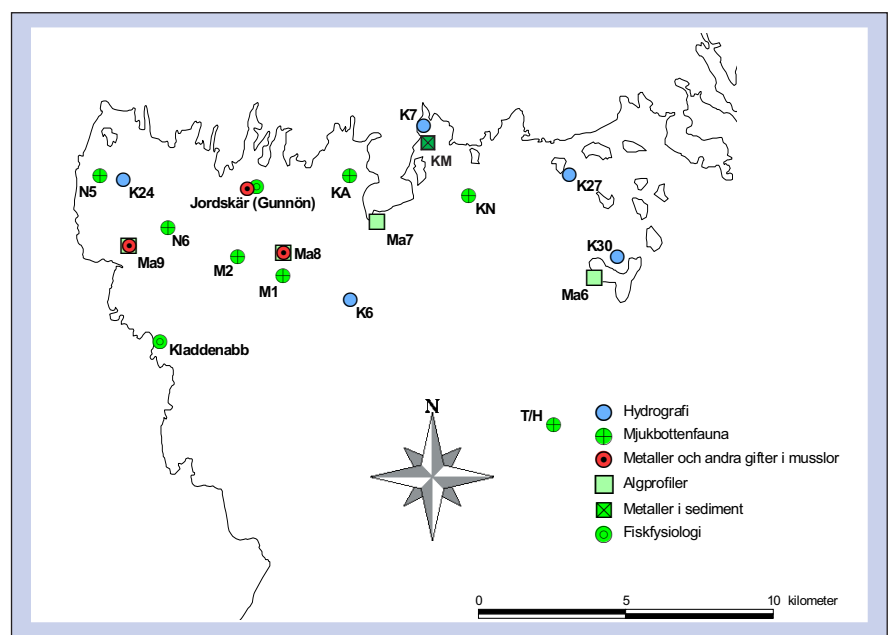 K7
KM
N5
K24
Jordskär (Gunnön)
KA
KN
K27
N6
Ma7
Ma9
M2
Ma8
K30
M1
Ma6
K6
Kladdenabb
N
T/H
Hydrografi
Mjukbottenfauna
Metaller och andra gifter i musslor
Algprofiler
Metaller i sediment
Fiskfysiologi
0 5 10 kilometer